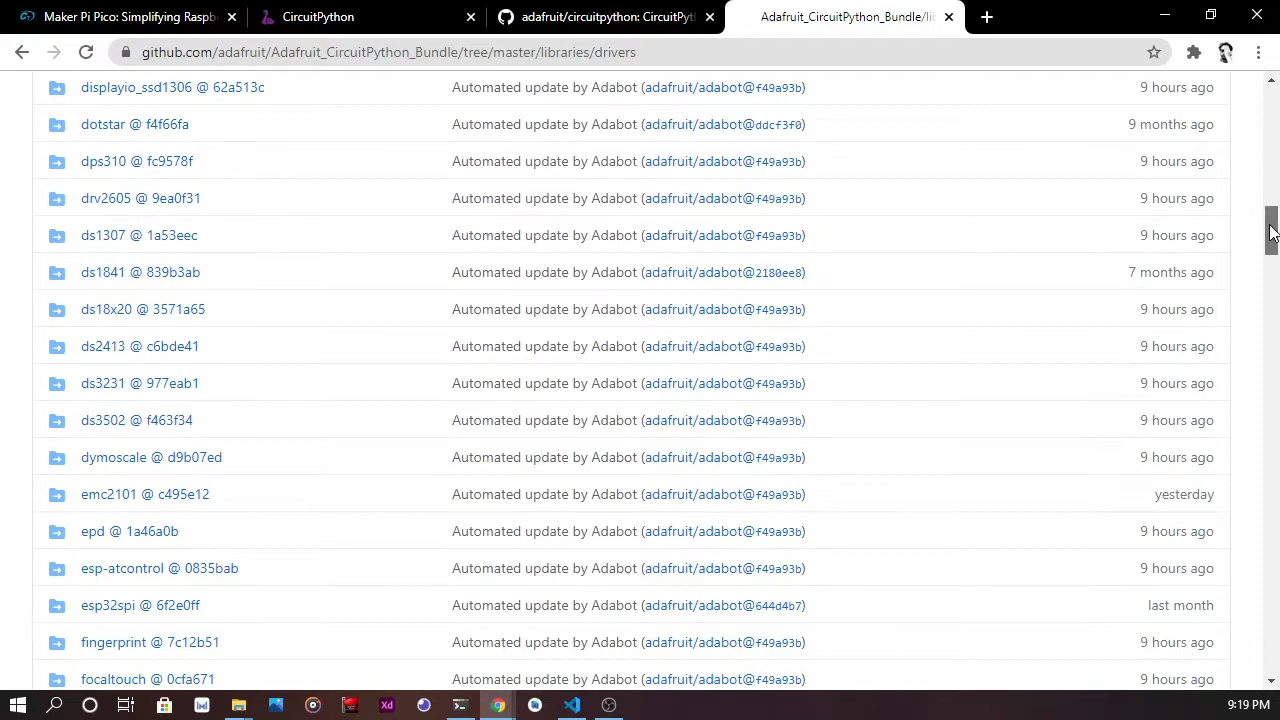 Maker Pi Pico: Simplifying Raspb
CircuitPython
adafruit/circuitpython: CircuitPyt
Adafruit_CircuitPython_Bundle/lib
github.com/adafruit/Adafruit_CircuitPython_Bundle/tree/master/libraries/drivers
displayio_ssd1306 @ 62a513c Automated update by Adabot (adafruit/adabot@f49a93b) 9 hours ago
dotstar @ f4f66fa Automated update by Adabot (adafruit/adabot@ddcf3f0) 9 months ago
dps310 @ fc9578f Automated update by Adabot (adafruit/adabot@f49a93b) 9 hours ago
drv2605 @ 9ea0f31 Automated update by Adabot (adafruit/adabot@f49a93b) 9 hours ago
ds1307 @ 1a53eec Automated update by Adabot (adafruit/adabot@f49a93b) 9 hours ago
ds1841 @ 839b3ab Automated update by Adabot (adafruit/adabot@2180ee8) 7 months ago
ds18x20 @ 3571a65 Automated update by Adabot (adafruit/adabot@f49a93b) 9 hours ago
ds2413 @ c6bde41 Automated update by Adabot (adafruit/adabot@f49a93b) 9 hours ago
ds3231 @ 977eab1 Automated update by Adabot (adafruit/adabot@f49a93b) 9 hours ago
ds3502 @ f463f34 Automated update by Adabot (adafruit/adabot@f49a93b) 9 hours ago
dymoscale @ d9b07ed Automated update by Adabot (adafruit/adabot@f49a93b) 9 hours ago
emc2101 @ c495e12 Automated update by Adabot (adafruit/adabot@f49a93b) yesterday
epd @ 1a46a0b Automated update by Adabot (adafruit/adabot@f49a93b) 9 hours ago
esp-atcontrol @ 0835bab Automated update by Adabot (adafruit/adabot@f49a93b) 9 hours ago
esp32spi @ 6f2e0ff Automated update by Adabot (adafruit/adabot@644d4b7) last month
fingerprint @ 7c12b51 Automated update by Adabot (adafruit/adabot@f49a93b) 9 hours ago
focaltouch @ 0cfa671 Automated update by Adabot (adafruit/adabot@f49a93b) 9 hours ago
Xd
9:19 PM